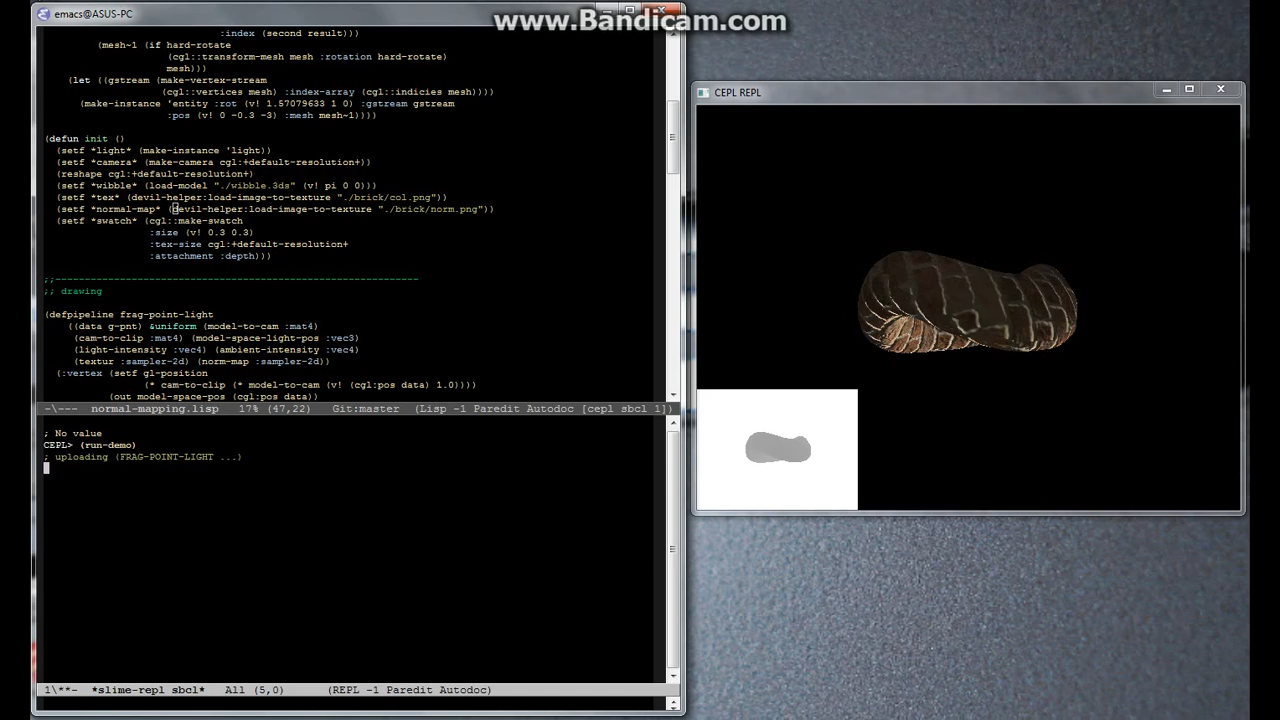 www.Bandicam.com
emacs@ASUS-PC
:index (second result)))
(mesh~1 (if hard-rotate
(cgl::transform-mesh mesh :rotation hard-rotate)
mesh)))
(let ((gstream (make-vertex-stream
(cgl::vertices mesh) :index-array (cgl::indicies mesh))))
(make-instance 'entity :rot (v! 1.57079633 1 0) :gstream gstream
:pos (v! 0 -0.3 -3) :mesh mesh~1))))
(defun init ()
(setf *light* (make-instance 'light))
(setf *camera* (make-camera cgl:+default-resolution+))
(reshape cgl:+default-resolution+)
(setf *wibble* (load-model "./wibble.3ds" (v! pi 0 0)))
(setf *tex* (devil-helper:load-image-to-texture "./brick/col.png"))
(setf *normal-map* (devil-helper:load-image-to-texture "./brick/norm.png"))
(setf *swatch* (cgl::make-swatch
:size (v! 0.3 0.3)
:tex-size cgl:+default-resolution+
:attachment :depth)))
;;--------------------------------------------------------------
;; drawing
(defpipeline frag-point-light
((data g-pnt) &uniform (model-to-cam :mat4)
(cam-to-clip :mat4) (model-space-light-pos :vec3)
(light-intensity :vec4) (ambient-intensity :vec4)
(textur :sampler-2d) (norm-map :sampler-2d))
(:vertex (setf gl-position
(* cam-to-clip (* model-to-cam (v! (cgl:pos data) 1.0))))
(out model-space-pos (cgl:pos data))
-\--- normal-mapping.lisp 17% (47,22) Git:master (Lisp -1 Paredit Autodoc [cepl sbcl 1])
; No value
CEPL> (run-demo)
; uploading (FRAG-POINT-LIGHT ...)
1\**- *slime-repl sbcl* All (5,0) (REPL -1 Paredit Autodoc)
CEPL REPL